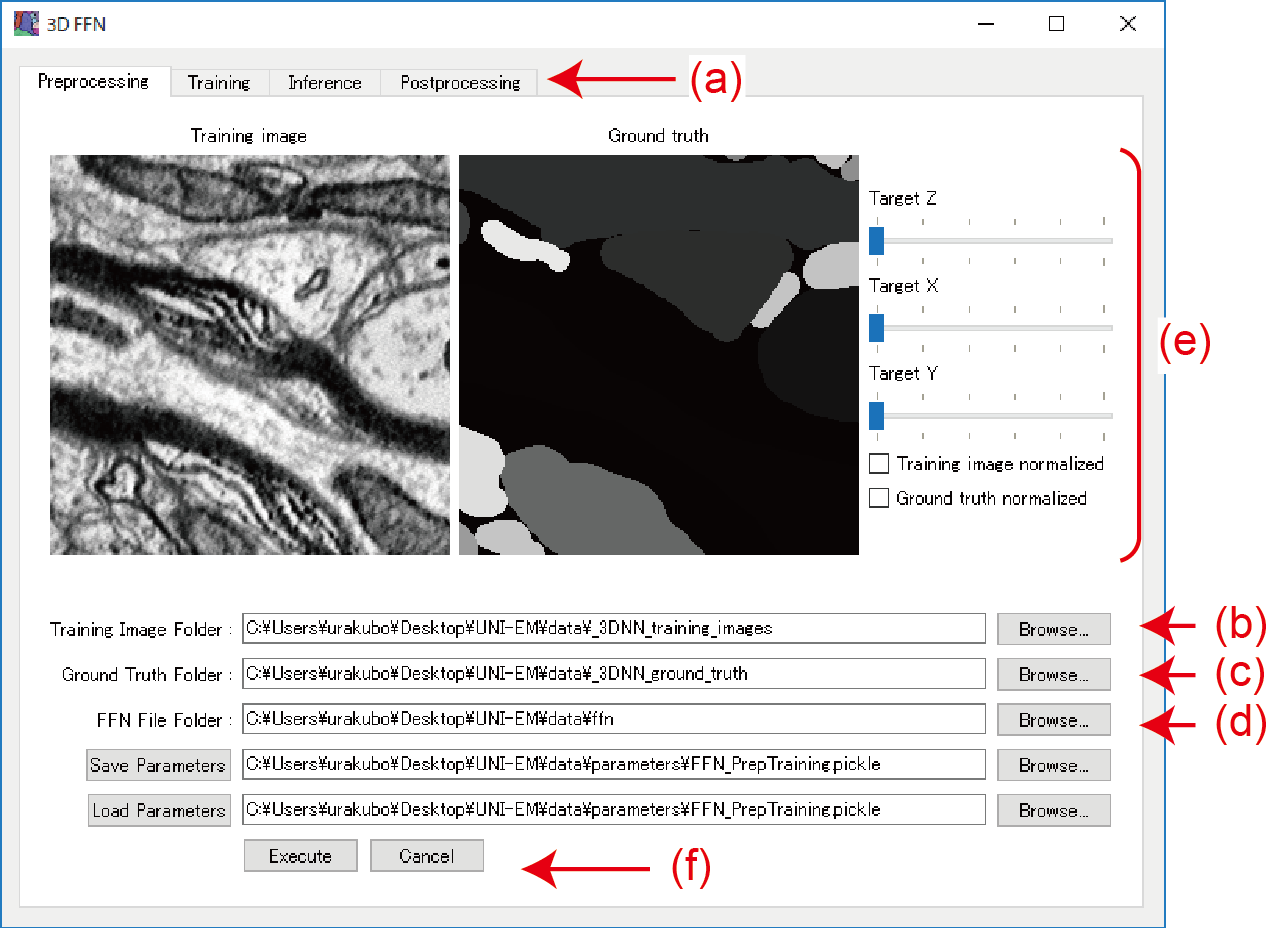 3D FFN
Preprocessing Training Inference Postprocessing (a)
Training image Ground truth
Target Z
Target X
Target Y
(e)
Training image normalized
Ground truth normalized
Training Image Folder : C:¥Users¥urakubo¥Desktop¥UNI-EM¥data¥_3DNN_training_images Browse... (b)
Ground Truth Folder : C:¥Users¥urakubo¥Desktop¥UNI-EM¥data¥_3DNN_ground_truth Browse... (c)
FFN File Folder : C:¥Users¥urakubo¥Desktop¥UNI-EM¥data¥ffn Browse... (d)
Save Parameters C:¥Users¥urakubo¥Desktop¥UNI-EM¥data¥parameters¥FFN_PrepTraining.pickle Browse...
Load Parameters C:¥Users¥urakubo¥Desktop¥UNI-EM¥data¥parameters¥FFN_PrepTraining.pickle Browse...
Execute Cancel (f)